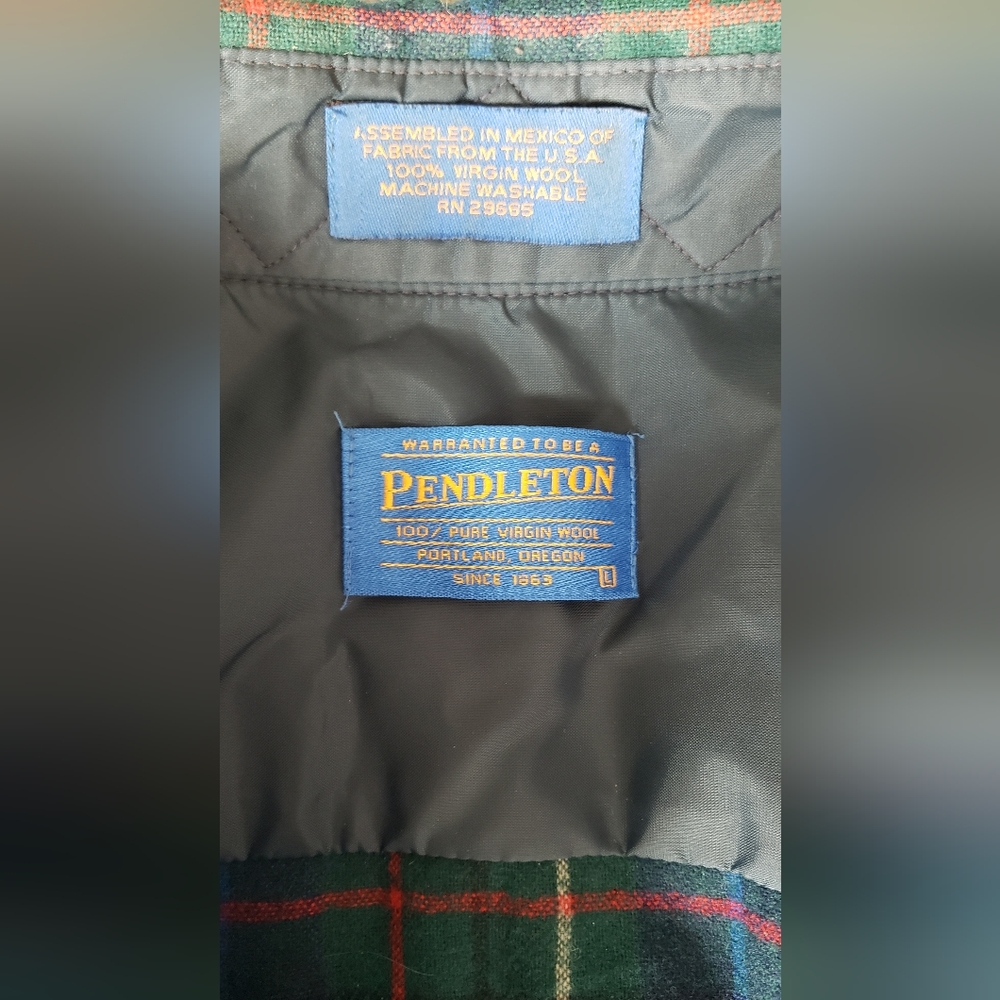 ASSEMBLED IN MEXICO OF
FABRIC FROM THE U.S.A.
100% VIRGIN WOOL
MACHINE WASHABLE
RN 29685
WARRANTED TO BE A
PENDLETON
100% PURE VIRGIN WOOL
PORTLAND, OREGON
SINCE 1863
L